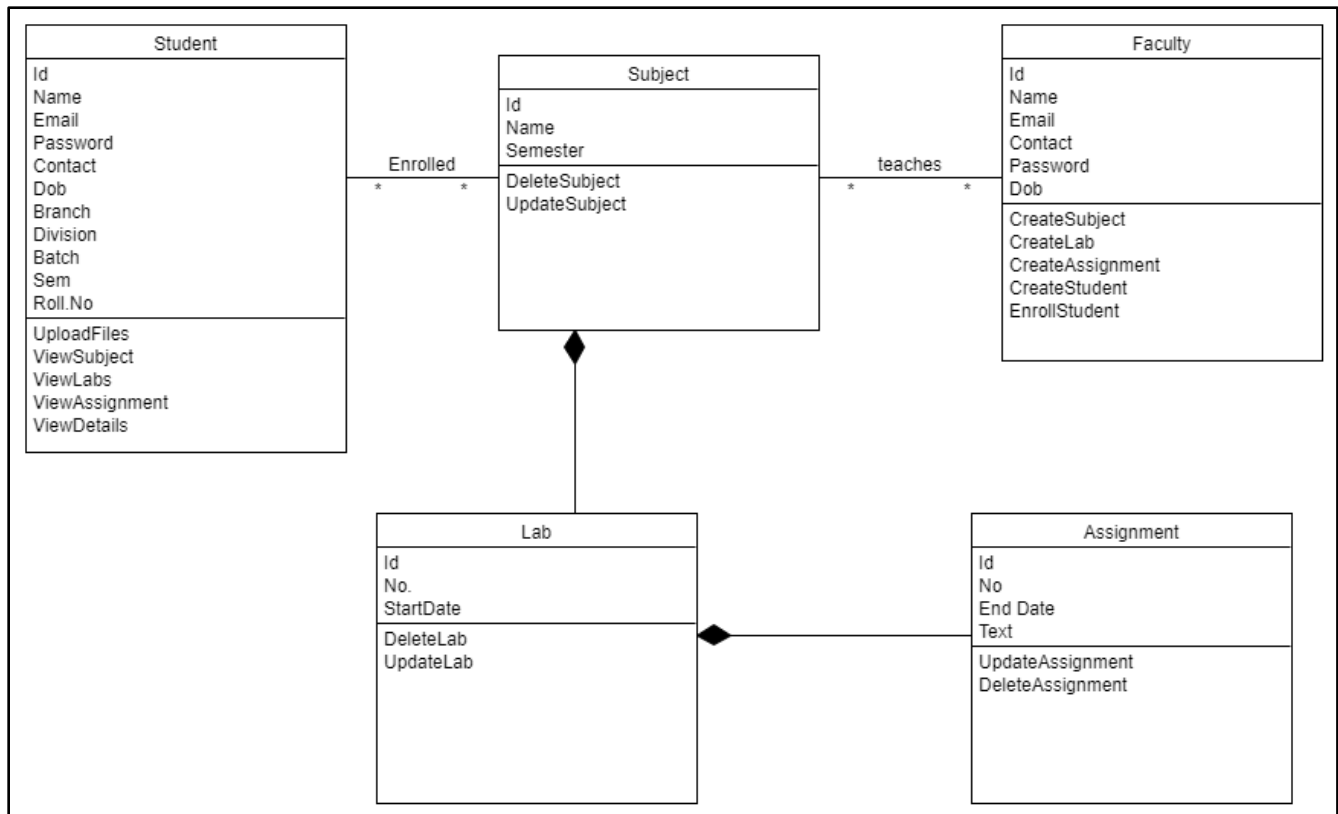 Student
Id
Name
Email
Password
Contact
Dob
Branch
Division
Batch
Sem
Roll.No
UploadFiles
ViewSubject
ViewLabs
ViewAssignment
ViewDetails
Enrolled
* *
Subject
Id
Name
Semester
DeleteSubject
UpdateSubject
teaches
* *
Faculty
Id
Name
Email
Contact
Password
Dob
CreateSubject
CreateLab
CreateAssignment
CreateStudent
EnrollStudent
Lab
Id
No.
StartDate
DeleteLab
UpdateLab
Assignment
Id
No
End Date
Text
UpdateAssignment
DeleteAssignment